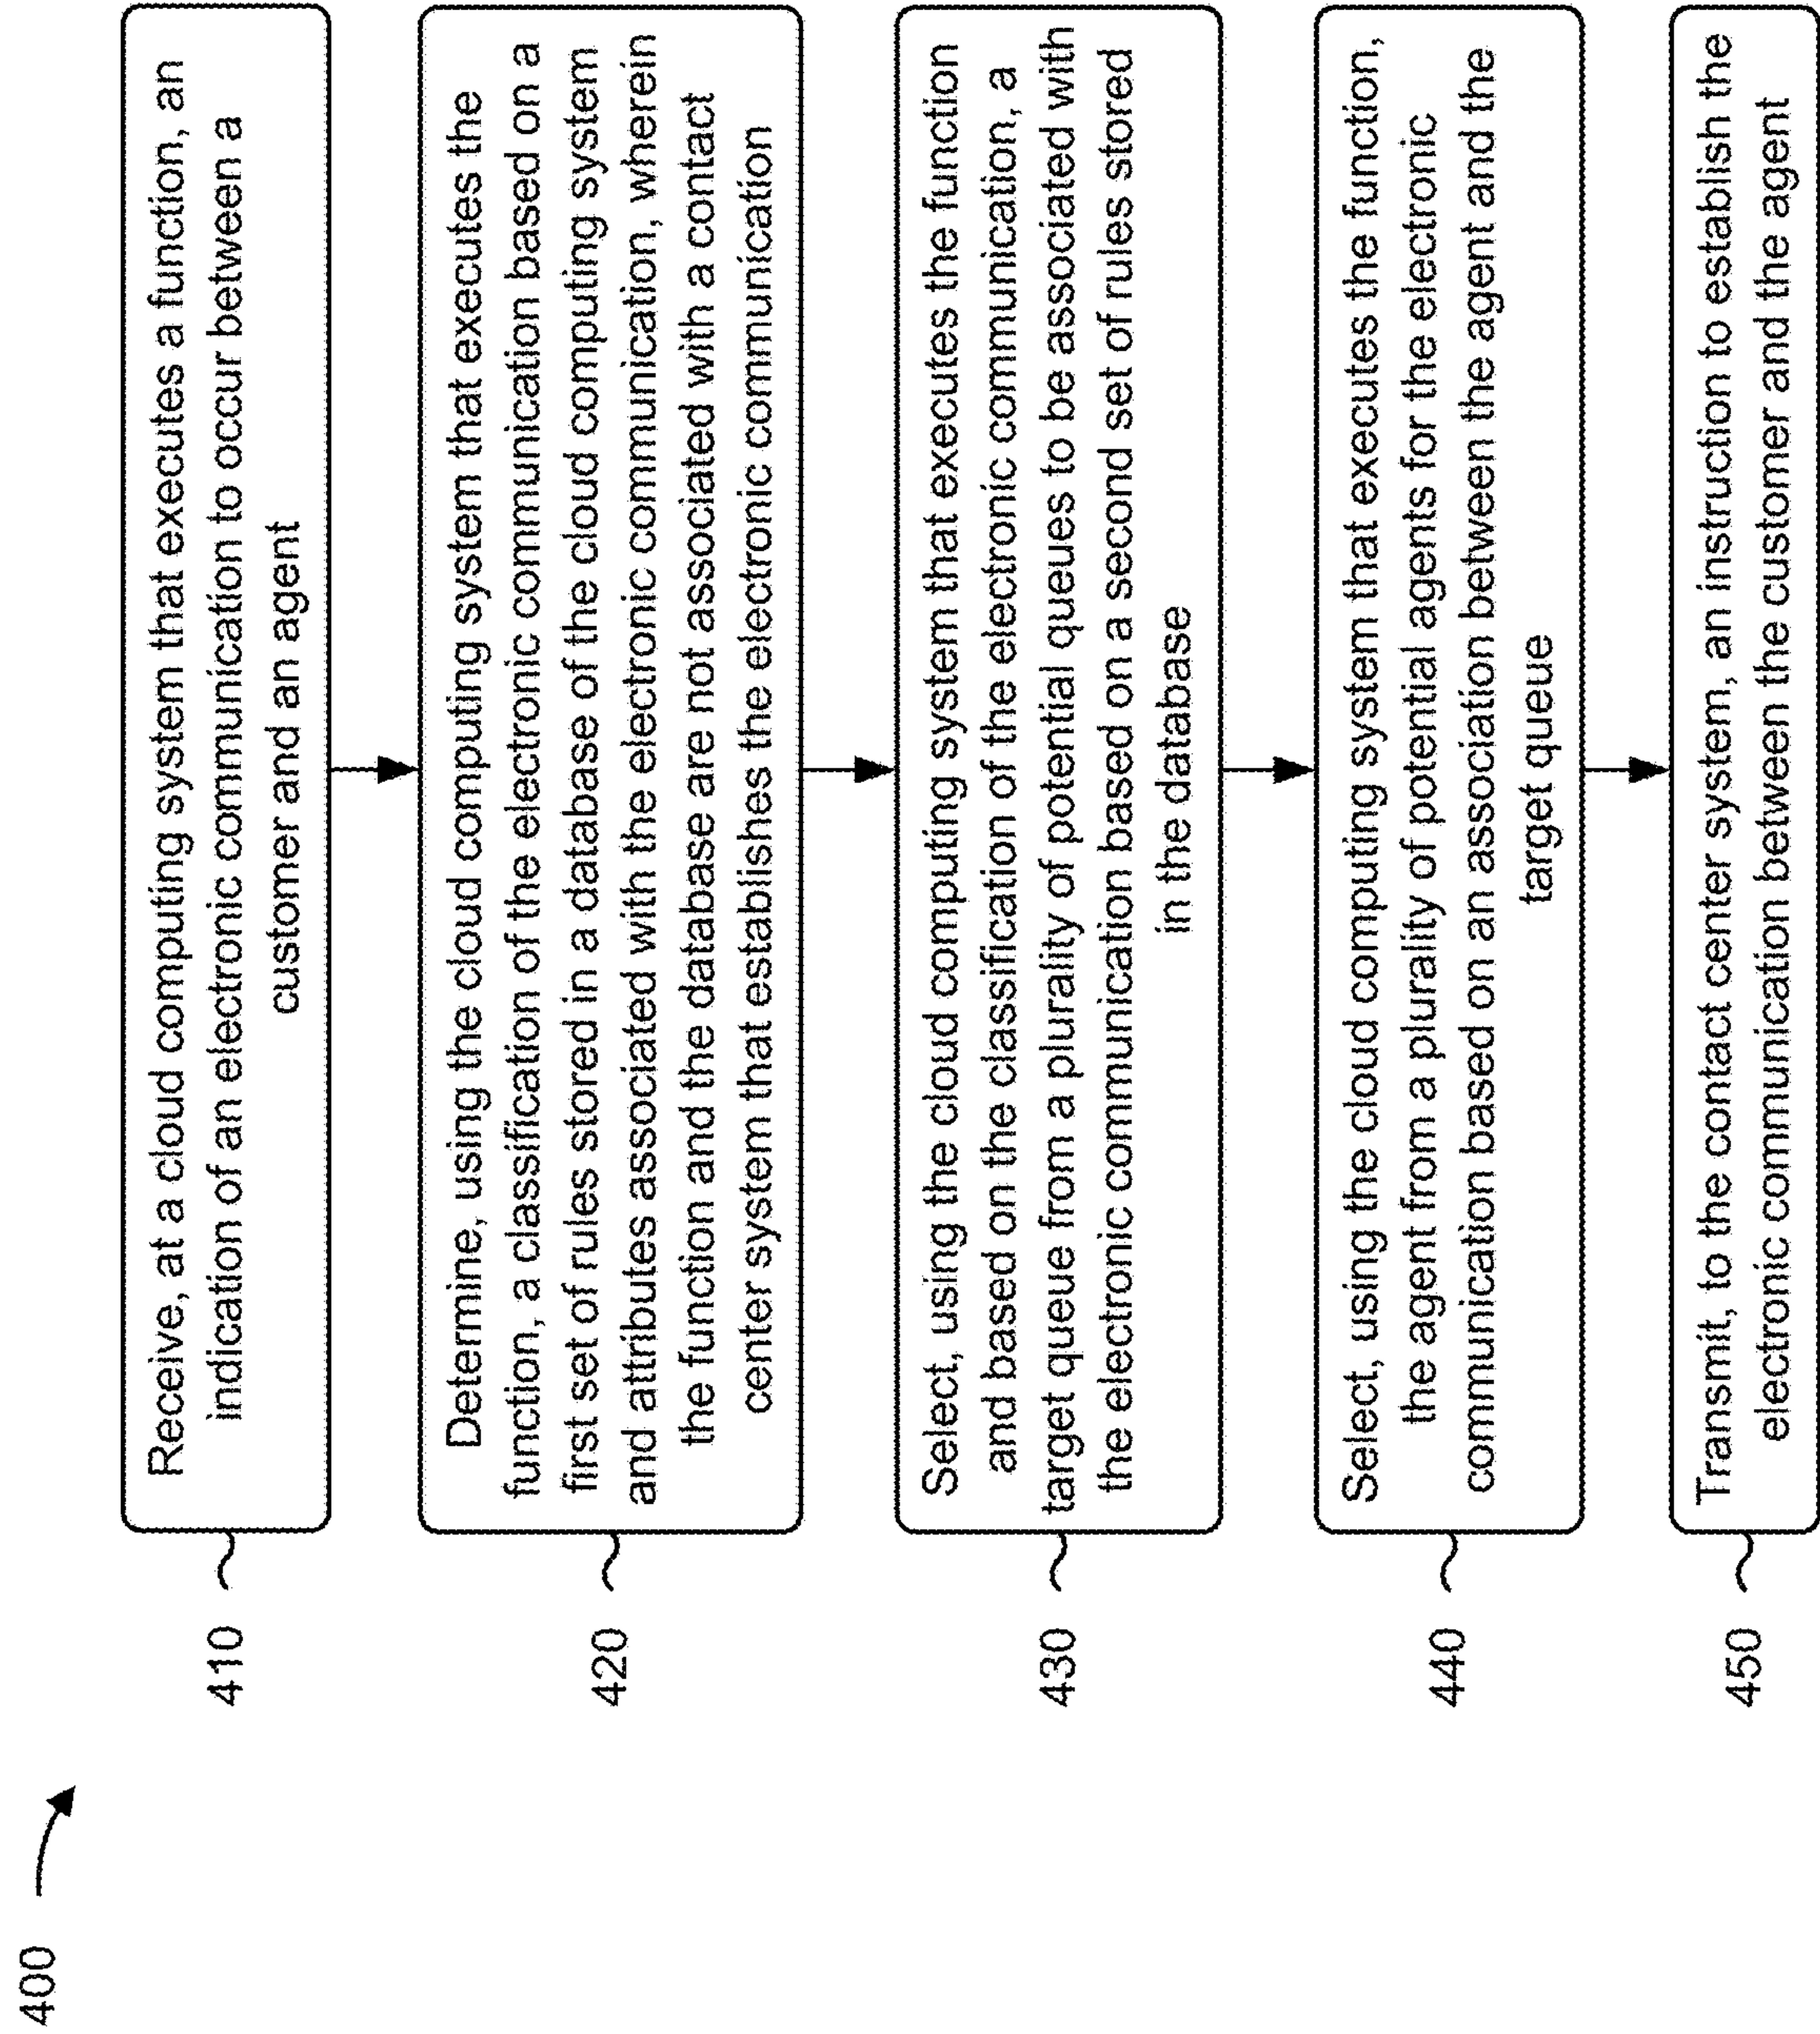 400
410
Receive, at a cloud computing system that executes a function, an
indication of an electronic communication to occur between a
customer and an agent
420
Determine, using the cloud computing system that executes the
function, a classification of the electronic communication based on a
first set of rules stored in a database of the cloud computing system
and attributes associated with the electronic communication, wherein
the function and the database are not associated with a contact
center system that establishes the electronic communication
430
Select, using the cloud computing system that executes the function
and based on the classification of the electronic communication, a
target queue from a plurality of potential queues to be associated with
the electronic communication based on a second set of rules stored
in the database
440
Select, using the cloud computing system that executes the function,
the agent from a plurality of potential agents for the electronic
communication based on an association between the agent and the
target queue
450
Transmit, to the contact center system, an instruction to establish the
electronic communication between the customer and the agent